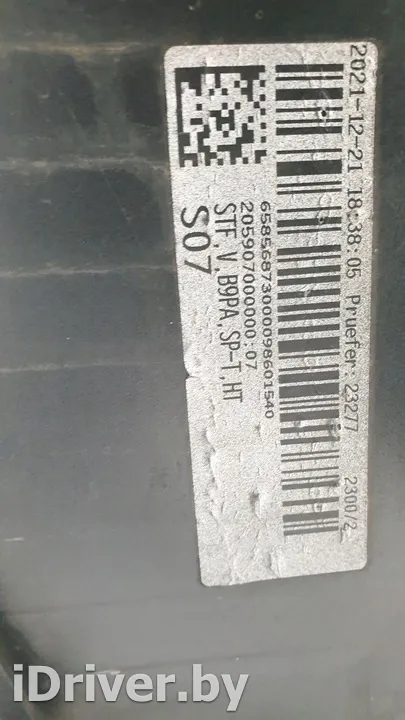 2021-12-21 18:38:05 Pruefer: 23277 2300/2
65856873000098601540
20590700000:07
STF.V. B9PA,SP-T.HT
S07
iDriver.by